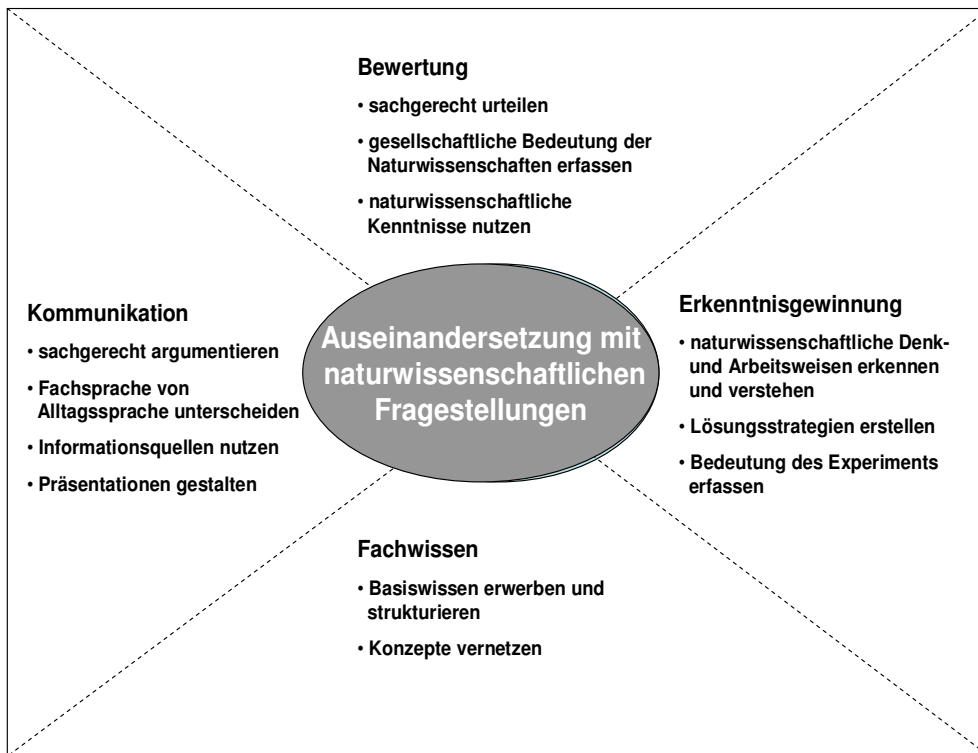 Bewertung
• sachgerecht urteilen
• gesellschaftliche Bedeutung der
Naturwissenschaften erfassen
• naturwissenschaftliche
Kenntnisse nutzen
Kommunikation
• sachgerecht argumentieren
• Fachsprache von
Alltagssprache unterscheiden
• Informationsquellen nutzen
• Präsentationen gestalten
Auseinandersetzung mit
naturwissenschaftlichen
Fragestellungen
Erkenntnisgewinnung
• naturwissenschaftliche Denk-
und Arbeitsweisen erkennen
und verstehen
• Lösungsstrategien erstellen
• Bedeutung des Experiments
erfassen
Fachwissen
• Basiswissen erwerben und
strukturieren
• Konzepte vernetzen